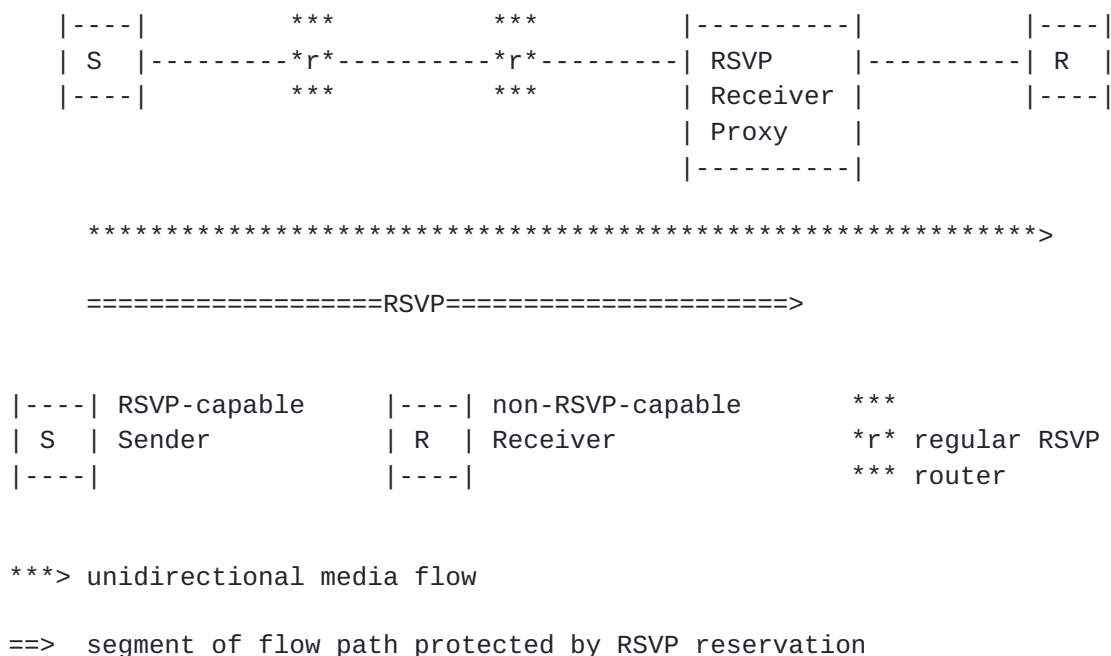 |----|         ***          ***         |----------|          |----|
| S  |---------*r*----------*r*---------| RSVP     |----------| R  |
|----|         ***          ***         | Receiver |          |----|
                                        | Proxy    |
                                        |----------|
*************************************************************>
===================RSVP======================>
|----| RSVP-capable     |----| non-RSVP-capable       ***
| S  | Sender           | R  | Receiver               *r* regular RSVP
|----|                  |----|                        *** router
***> unidirectional media flow
==>  segment of flow path protected by RSVP reservation